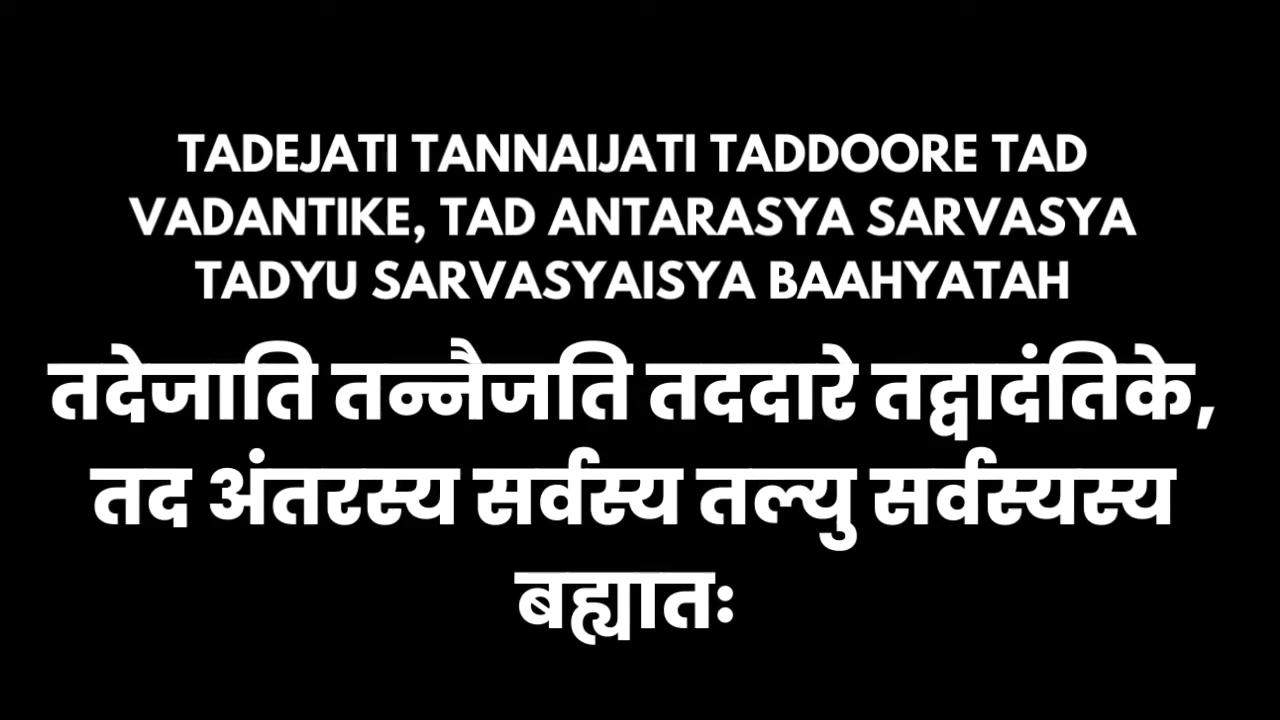 TADEJATI TANNAIJATI TADDOORE TAD
VADANTIKE, TAD ANTARASYA SARVASYA
TADYU SARVASYAISYA BAAHYATAH
तदेजाति तन्नैजति तददारे तद्वादंतिके,
तद अंतरस्य सर्वस्य तल्यु सर्वस्यस्य
बह्यातः